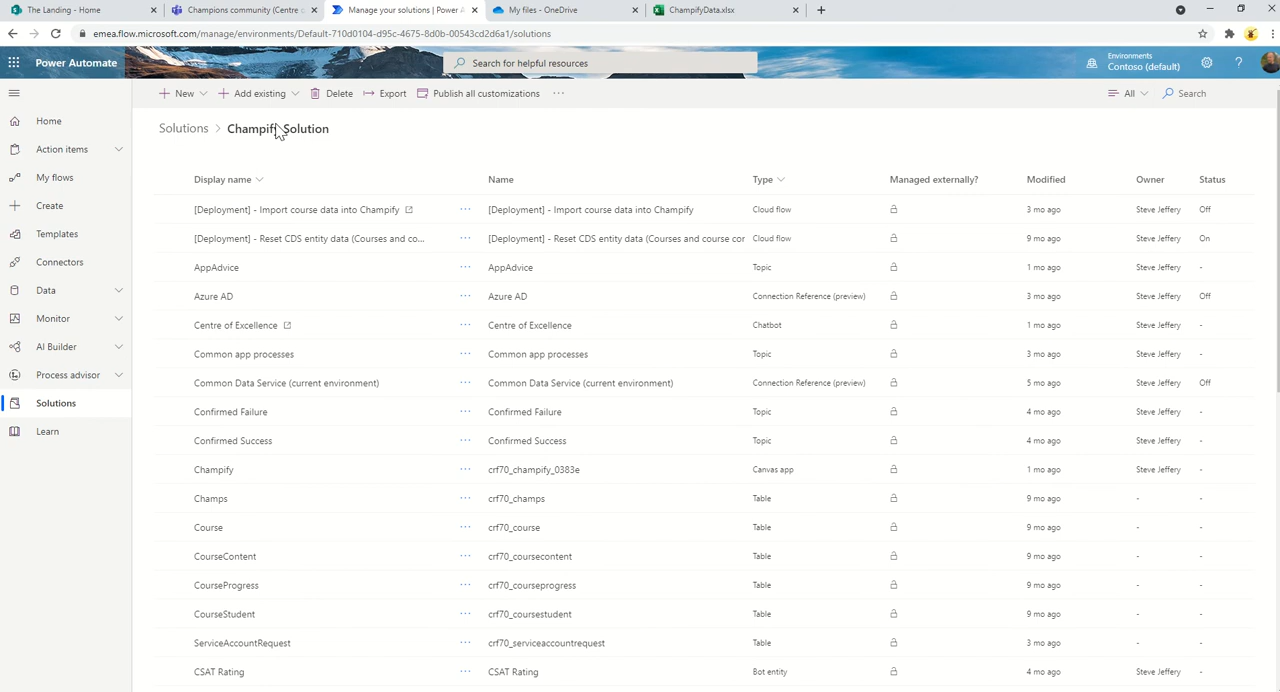 The Landing - Home
Champions community (Centre c
Manage your solutions | Power A
My files - OneDrive
ChampifyData.xlsx
emea.flow.microsoft.com/manage/environments/Default-710d0104-d95c-4675-8d0b-00543cd2d6a1/solutions
Power Automate
Search for helpful resources
Environments
Contoso (default)
New
Add existing
Delete
Export
Publish all customizations
All
Search
Home
Action items
My flows
Create
Templates
Connectors
Data
Monitor
AI Builder
Process advisor
Solutions
Learn
Solutions > Champify Solution
Display name Name Type Managed externally? Modified Owner Status
[Deployment] - Import course data into Champify ... [Deployment] - Import course data into Champify Cloud flow 3 mo ago Steve Jeffery Off
[Deployment] - Reset CDS entity data (Courses and co... ... [Deployment] - Reset CDS entity data (Courses and course cor Cloud flow 9 mo ago Steve Jeffery On
AppAdvice ... AppAdvice Topic 1 mo ago Steve Jeffery -
Azure AD ... Azure AD Connection Reference (preview) 3 mo ago Steve Jeffery Off
Centre of Excellence ... Centre of Excellence Chatbot 1 mo ago Steve Jeffery -
Common app processes ... Common app processes Topic 3 mo ago Steve Jeffery -
Common Data Service (current environment) ... Common Data Service (current environment) Connection Reference (preview) 5 mo ago Steve Jeffery Off
Confirmed Failure ... Confirmed Failure Topic 4 mo ago Steve Jeffery -
Confirmed Success ... Confirmed Success Topic 4 mo ago Steve Jeffery -
Champify ... crf70_champify_0383e Canvas app 1 mo ago Steve Jeffery -
Champs ... crf70_champs Table 9 mo ago - -
Course ... crf70_course Table 9 mo ago - -
CourseContent ... crf70_coursecontent Table 9 mo ago - -
CourseProgress ... crf70_courseprogress Table 9 mo ago - -
CourseStudent ... crf70_coursestudent Table 9 mo ago - -
ServiceAccountRequest ... crf70_serviceaccountrequest Table 3 mo ago - -
CSAT Rating ... CSAT Rating Bot entity 4 mo ago Steve Jeffery -